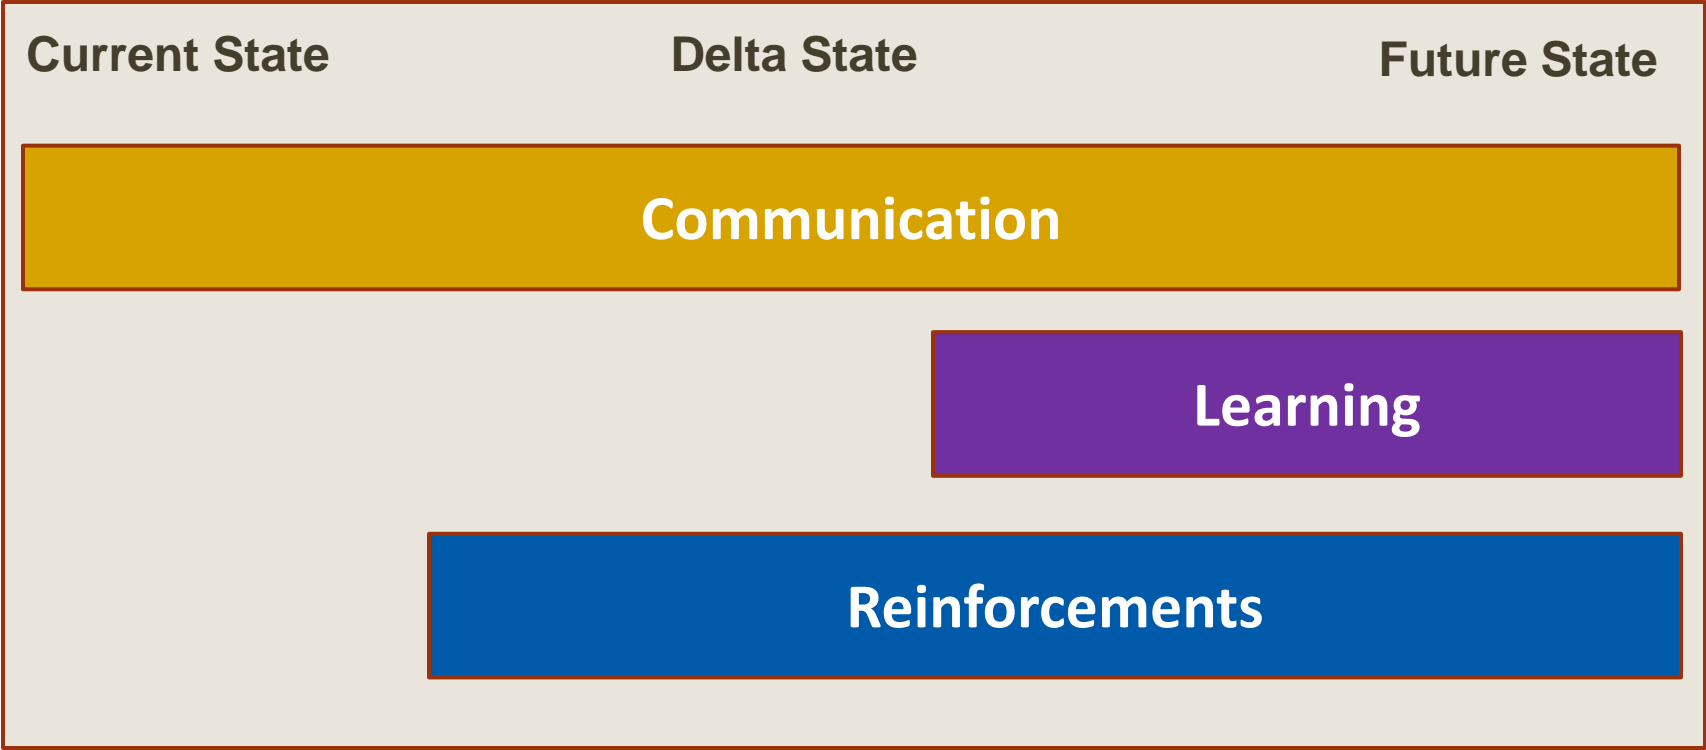 Current State
Delta State
Future State
Communication
Learning
Reinforcements